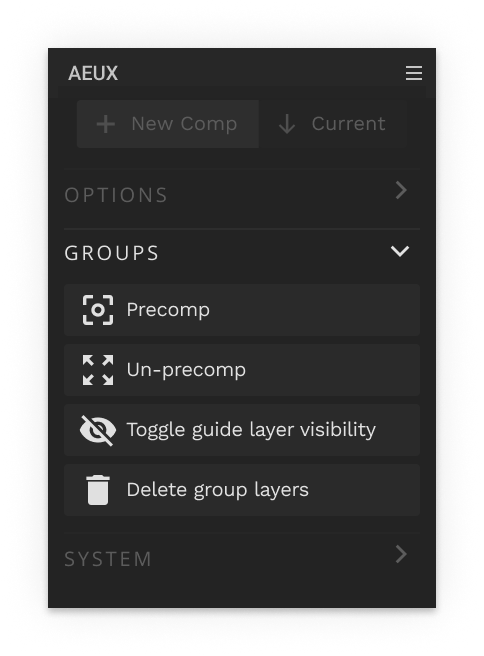 AEUX
New Comp Current
OPTIONS
GROUPS
Precomp
Un-precomp
Toggle guide layer visibility
Delete group layers
SYSTEM